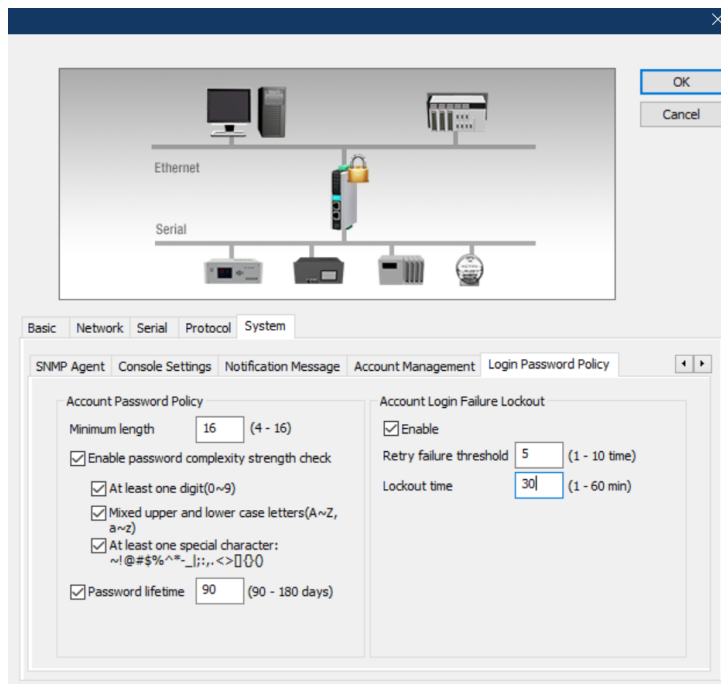 OK
Cancel
Ethernet
Serial
Basic Network Serial Protocol System
SNMP Agent Console Settings Notification Message Account Management Login Password Policy
Account Password Policy
Minimum length 16 (4 - 16)
Enable password complexity strength check
At least one digit(0~9)
Mixed upper and lower case letters(A~Z,
a~z)
At least one special character:
~!@#$%^*-_|;:,.<>[]{}()
Password lifetime 90 (90 - 180 days)
Account Login Failure Lockout
Enable
Retry failure threshold 5 (1 - 10 time)
Lockout time 30 (1 - 60 min)